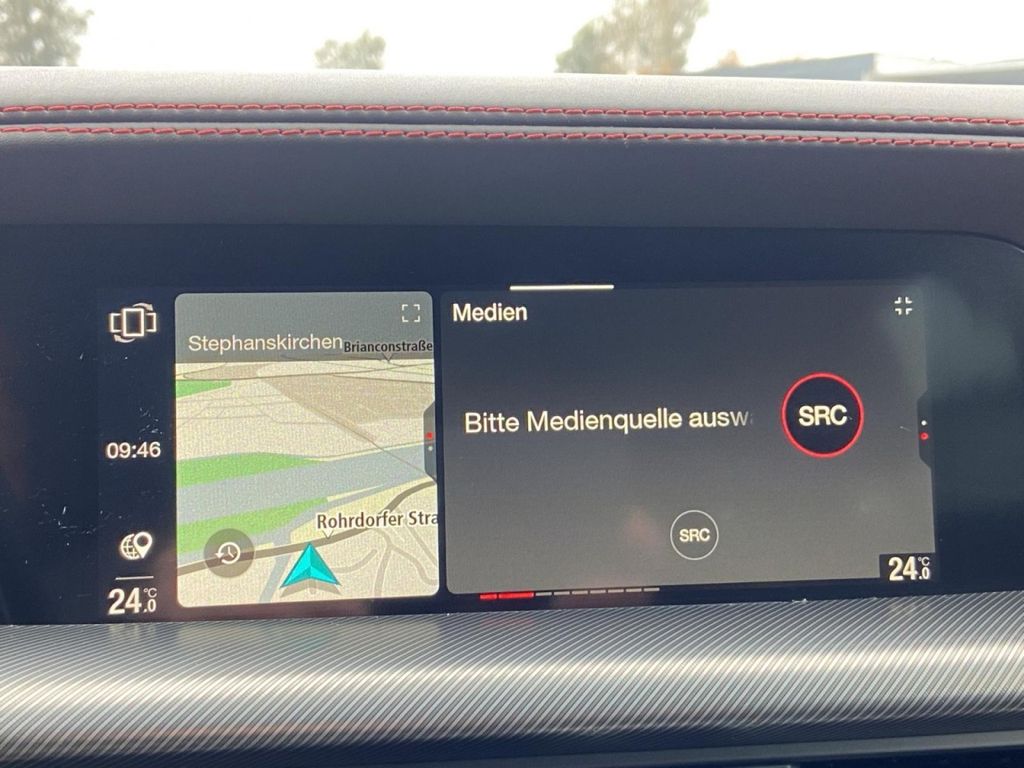 Medien
Stephanskirchen
Brianconstraße
Bitte Medienquelle ausw
SRC
09:46
Rohrdorfer Stra
SRC
24.0 °C
24.0 °C